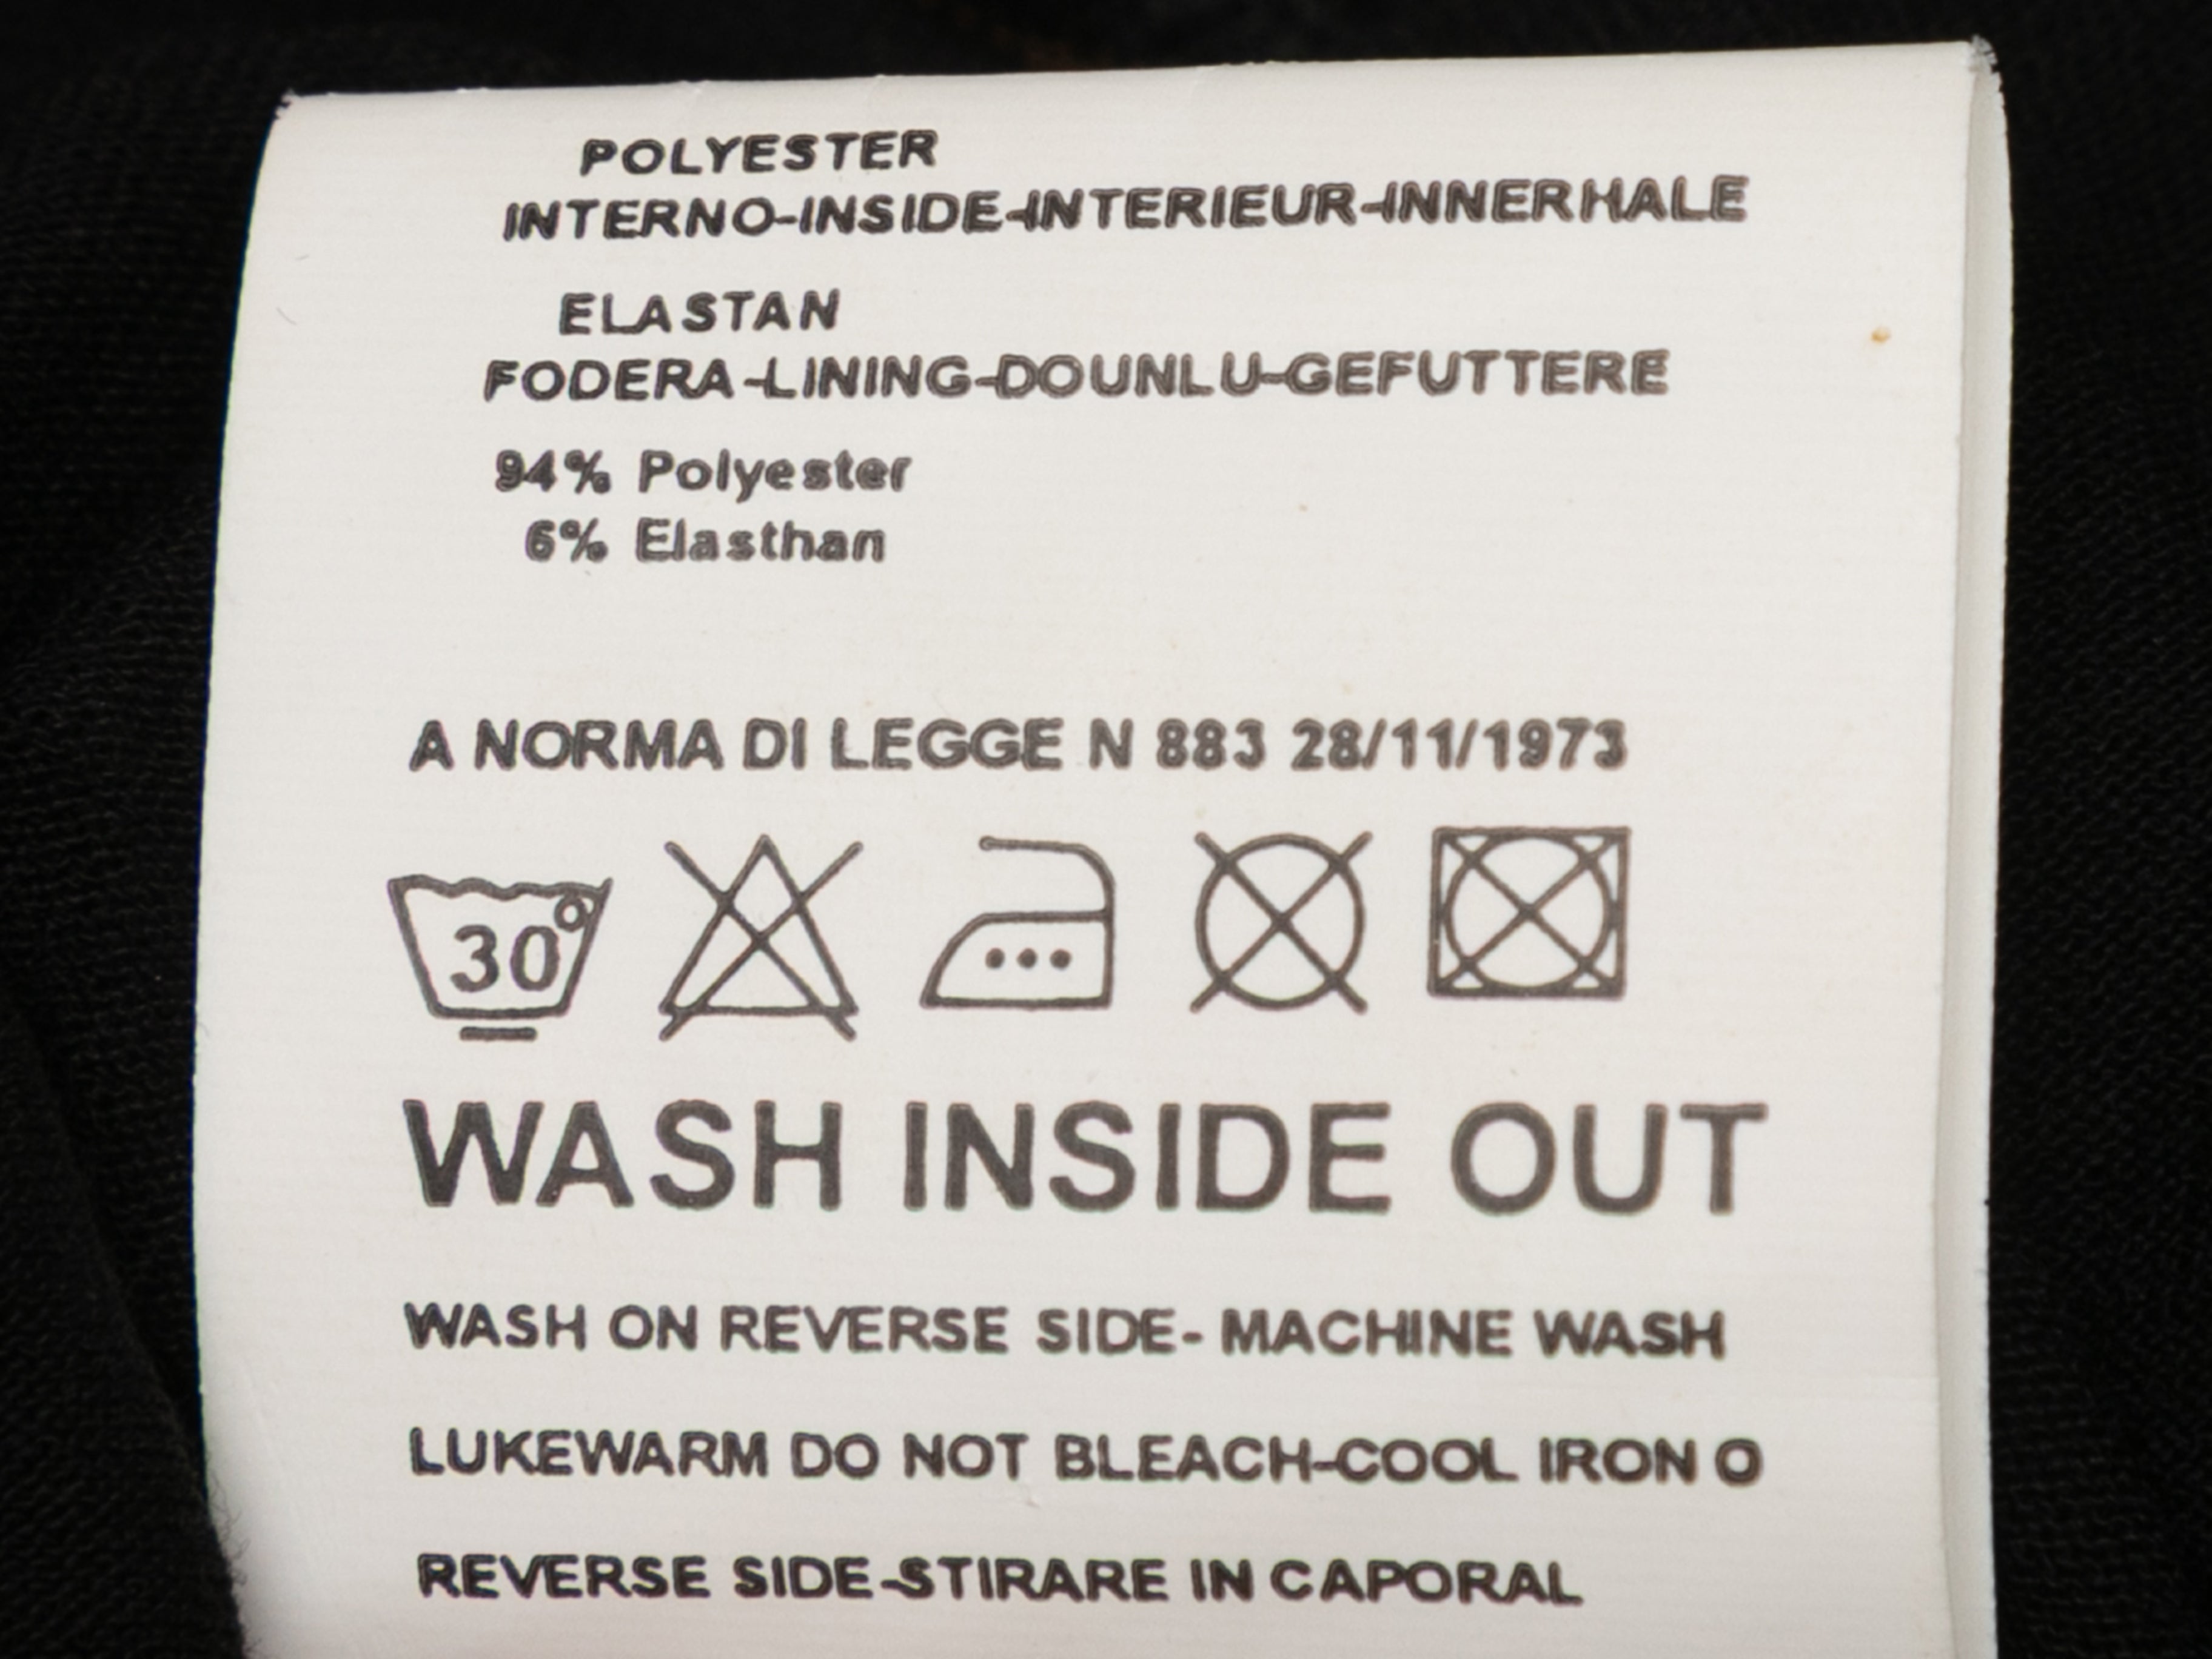 POLYESTER
INTERNO-INSIDE-INTERIEUR-INNERHALE
ELASTAN
FODERA-LINING-DOUNLU-GEFUTTERE
94% Polyester
6% Elasthan
A NORMA DI LEGGE N 883 28/11/1973
30°
WASH INSIDE OUT
WASH ON REVERSE SIDE- MACHINE WASH
LUKEWARM DO NOT BLEACH-COOL IRON O
REVERSE SIDE-STIRARE IN CAPORAL